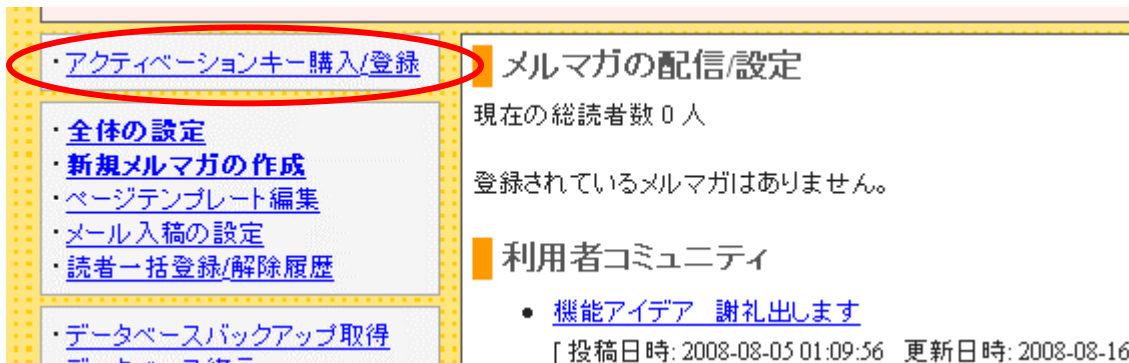 ・アクティベーションキー購入/登録
・全体の設定
・新規メルマガの作成
・ページテンプレート編集
・メール入稿の設定
・読者一括登録/解除履歴
・データベースバックアップ取得
メルマガの配信/設定
現在の総読者数 0 人
登録されているメルマガはありません。
利用者コミュニティ
• 機能アイデア　謝礼出します
[ 投稿日時: 2008-08-05 01:09:56 更新日時: 2008-08-16